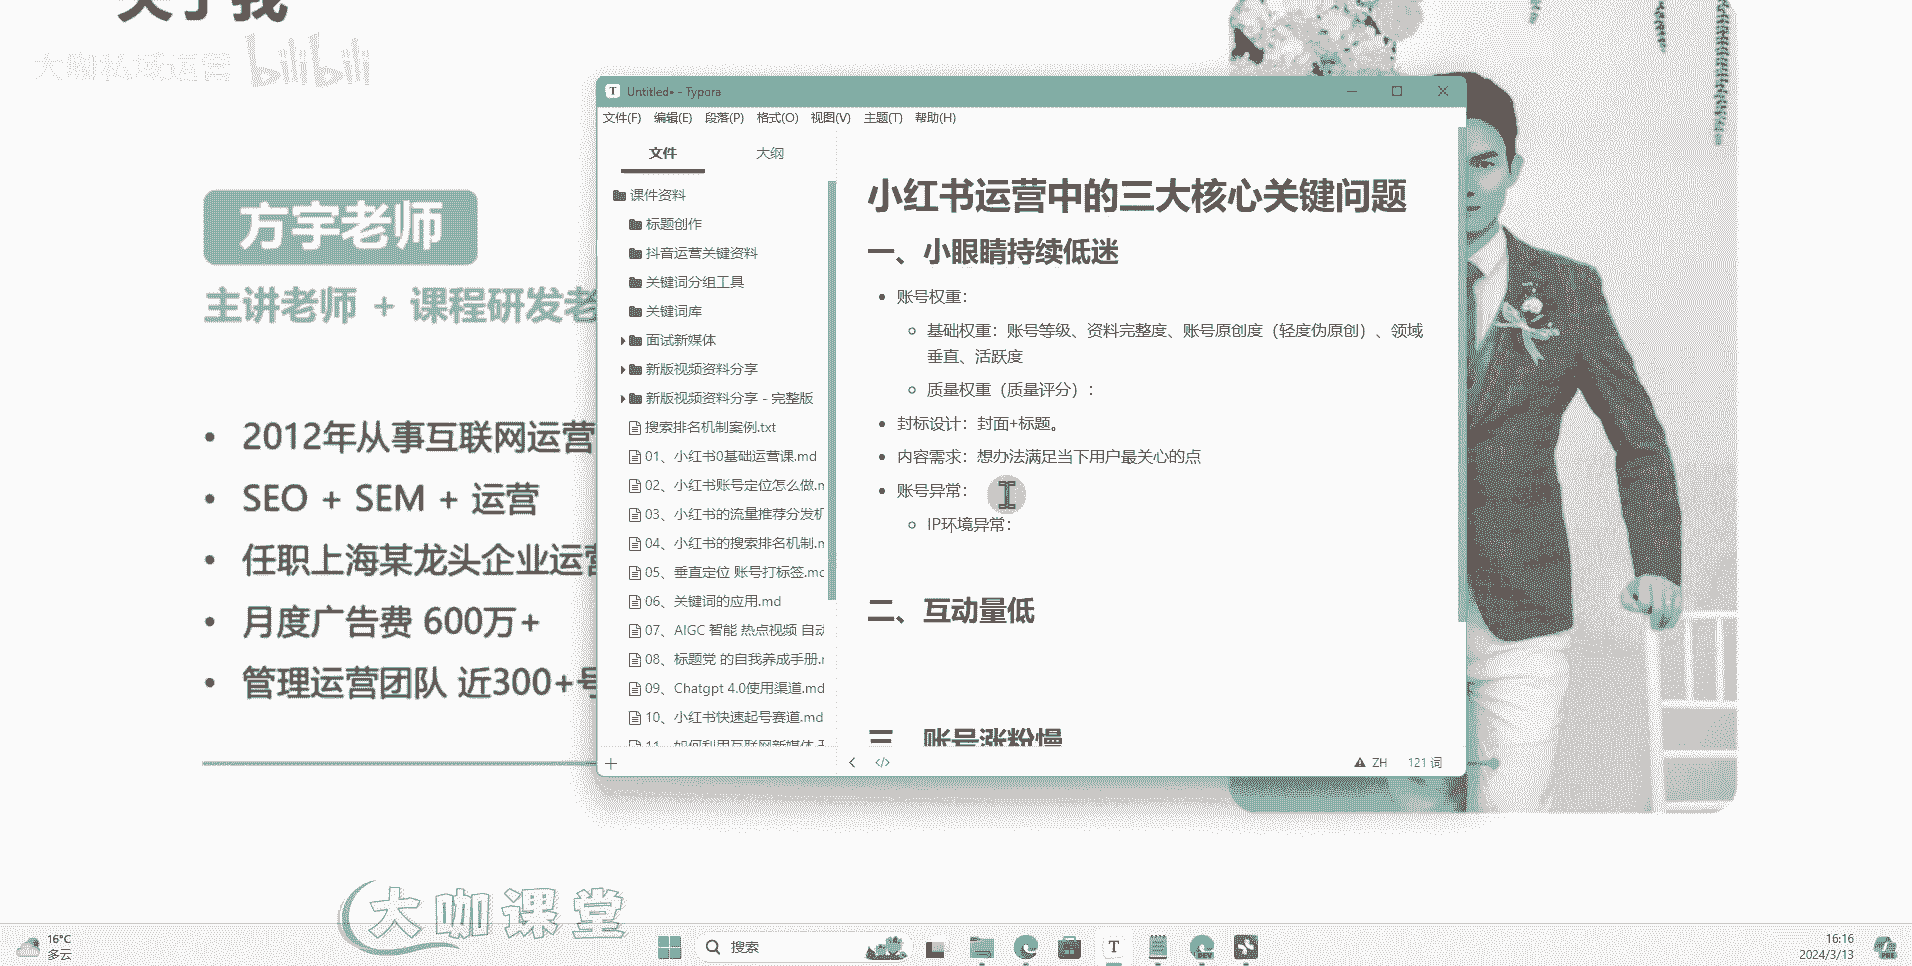 关于我
大咖私域运营 bilibili
方宇老师
主讲老师 + 课程研发老
• 2012年从事互联网运营
• SEO + SEM + 运营
• 任职上海某龙头企业运营
• 月度广告费 600万+
• 管理运营团队 近300+号
Untitled• - Typora
文件(F) 编辑(E) 段落(P) 格式(O) 视图(V) 主题(T) 帮助(H)
文件 大纲
课件资料
标题创作
抖音运营关键资料
关键词分组工具
关键词库
面试新媒体
新版视频资料分享
新版视频资料分享 - 完整版
搜索排名机制案例.txt
01、小红书0基础运营课.md
02、小红书账号定位怎么做.m
03、小红书的流量推荐分发机
04、小红书的搜索排名机制.m
05、垂直定位 账号打标签.md
06、关键词的应用.md
07、AIGC 智能 热点视频 自动
08、标题党 的自我养成手册.m
09、Chatgpt 4.0使用渠道.md
10、小红书快速起号赛道.md
11、如何利用互联网新媒体
小红书运营中的三大核心关键问题
一、小眼睛持续低迷
• 账号权重：
◦ 基础权重：账号等级、资料完整度、账号原创度（轻度伪原创）、领域
垂直、活跃度
◦ 质量权重（质量评分）：
• 封标设计：封面+标题。
• 内容需求：想办法满足当下用户最关心的点
• 账号异常：
◦ IP环境异常：
二、互动量低
三、账号涨粉慢
ZH 121 词
大咖课堂
16°C
多云
搜索
T
DEV
16:16
2024/3/13
PRE